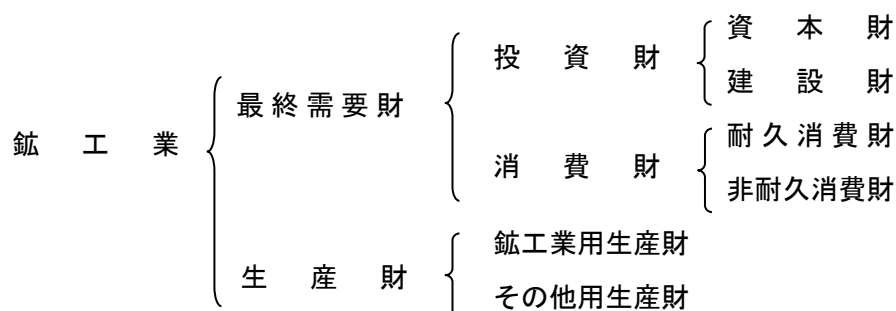 資本財
投資財
建設財
最終需要財
鉱工業
耐久消費財
消費財
非耐久消費財
鉱工業用生産財
生産財
その他用生産財